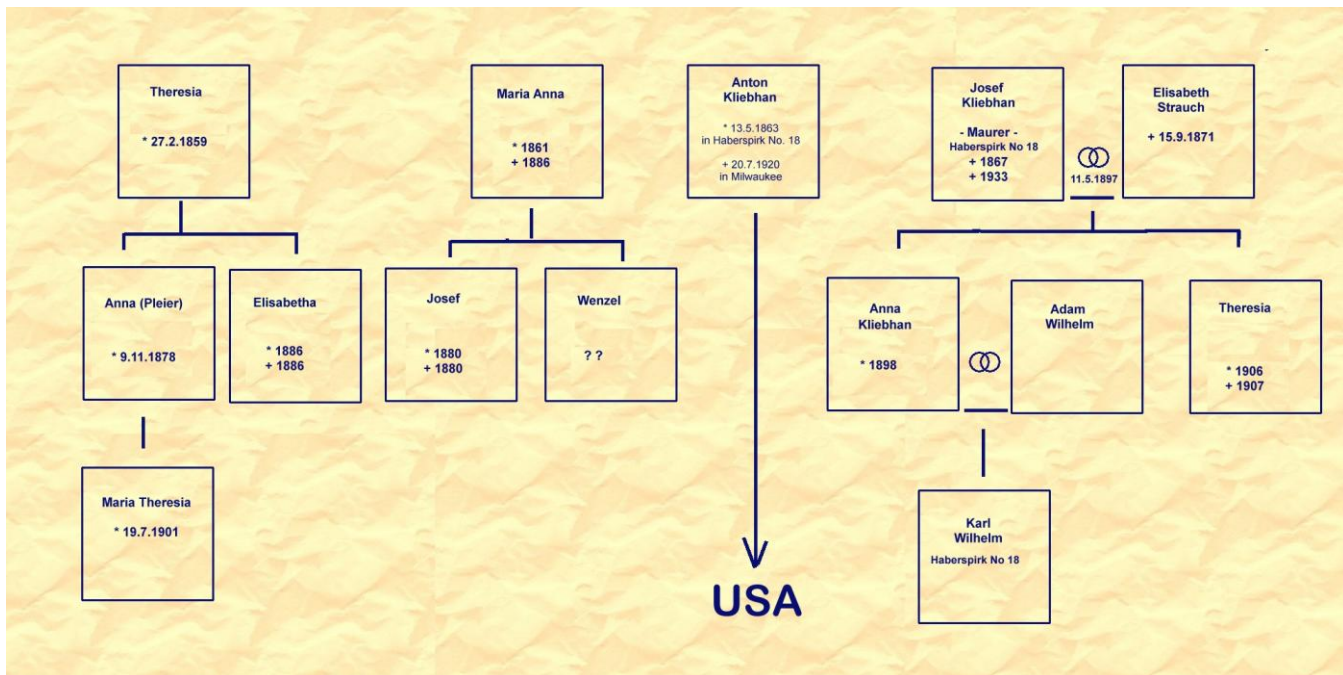 Theresia
* 27.2.1859
Maria Anna
* 1861
+ 1886
Anton
Kliebhan
* 13.5.1863
in Haberspirk No. 18
+ 20.7.1920
in Milwaukee
Josef
Kliebhan
- Maurer -
Haberspirk No 18
+ 1867
+ 1933
11.5.1897
Elisabeth
Strauch
+ 15.9.1871
Anna (Pleier)
* 9.11.1878
Elisabetha
* 1886
+ 1886
Josef
* 1880
+ 1880
Wenzel
? ?
Anna
Kliebhan
* 1898
Adam
Wilhelm
Theresia
* 1906
+ 1907
Maria Theresia
* 19.7.1901
USA
Karl
Wilhelm
Haberspirk No 18